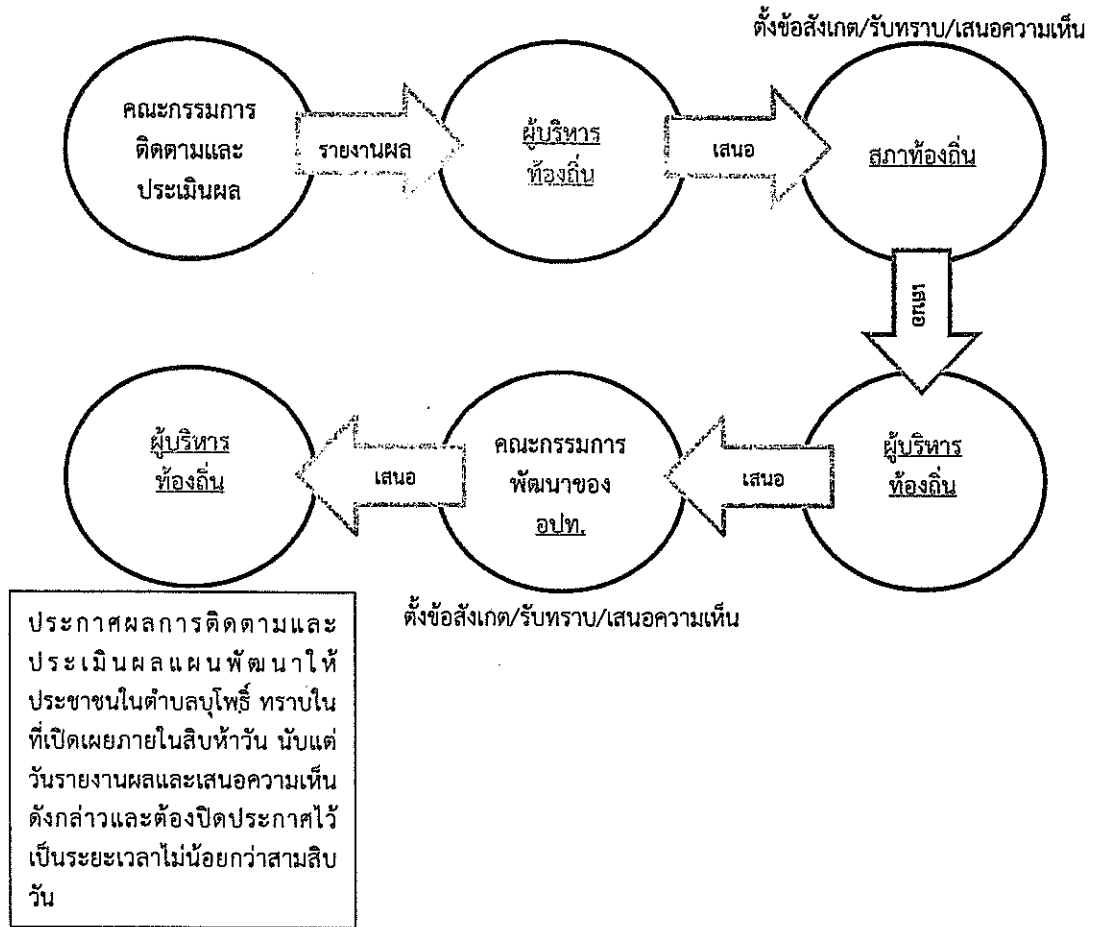 ตั้งข้อสังเกต/รับทราบ/เสนอความเห็น
คณะกรรมการ
ติดตามและ
ประเมินผล
รายงานผล
ผู้บริหาร
ท้องถิ่น
เสนอ
สภาท้องถิ่น
เสนอ
ผู้บริหาร
ท้องถิ่น
เสนอ
คณะกรรมการ
พัฒนาของ
อปท.
เสนอ
ผู้บริหาร
ท้องถิ่น
ตั้งข้อสังเกต/รับทราบ/เสนอความเห็น
ประกาศผลการติดตามและ
ประเมินผลแผนพัฒนาให้
ประชาชนในตำบลบุโพธิ์ ทราบใน
ที่เปิดเผยภายในสิบห้าวัน นับแต่
วันรายงานผลและเสนอความเห็น
ดังกล่าวและต้องปิดประกาศไว้
เป็นระยะเวลาไม่น้อยกว่าสามสิบ
วัน